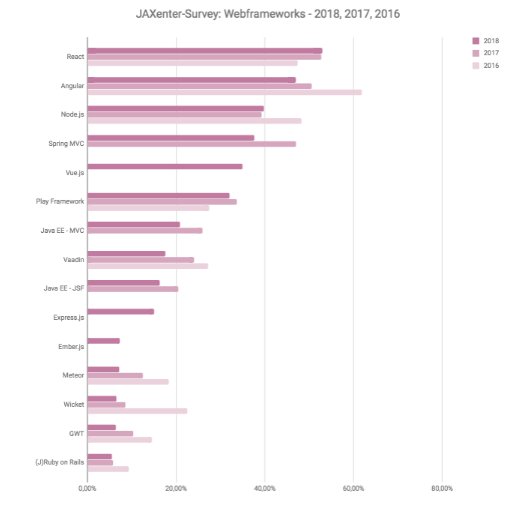 JAXenter-Survey: Webframeworks - 2018, 2017, 2016
2018
2017
2016
React
Angular
Node.js
Spring MVC
Vue.js
Play Framework
Java EE - MVC
Vaadin
Java EE - JSF
Express.js
Ember.js
Meteor
Wicket
GWT
(J)Ruby on Rails
0,00% 20,00% 40,00% 60,00% 80,00%